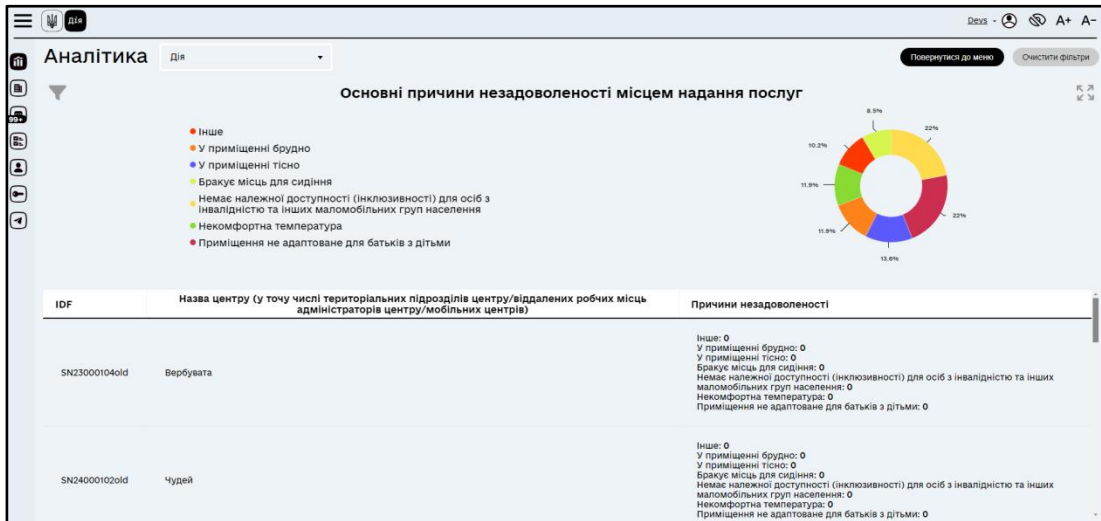 Дія
Devs -
A+ A-
Аналітика
Дія
Повернутися до меню
Очистити фільтри
99+
Основні причини незадоволеності місцем надання послуг
Інше
У приміщенні брудно
У приміщенні тісно
Бракує місць для сидіння
Немає належної доступності (інклюзивності) для осіб з
інвалідністю та інших маломобільних груп населення
Некомфортна температура
Приміщення не адаптоване для батьків з дітьми
8.5%
22%
10.2%
11.9%
22%
11.9%
13.6%
IDF
Назва центру (у точу числі територіальних підрозділів центру/віддалених робчих місць
адміністраторів центру/мобільних центрів)
Причини незадоволеності
SN23000104old
Вербувата
Інше: 0
У приміщенні брудно: 0
У приміщенні тісно: 0
Бракує місць для сидіння: 0
Немає належної доступності (інклюзивності) для осіб з інвалідністю та інших
маломобільних груп населення: 0
Некомфортна температура: 0
Приміщення не адаптоване для батьків з дітьми: 0
SN24000102old
Чудей
Інше: 0
У приміщенні брудно: 0
У приміщенні тісно: 0
Бракує місць для сидіння: 0
Немає належної доступності (інклюзивності) для осіб з інвалідністю та інших
маломобільних груп населення: 0
Некомфортна температура: 0
Приміщення не адаптоване для батьків з дітьми: 0